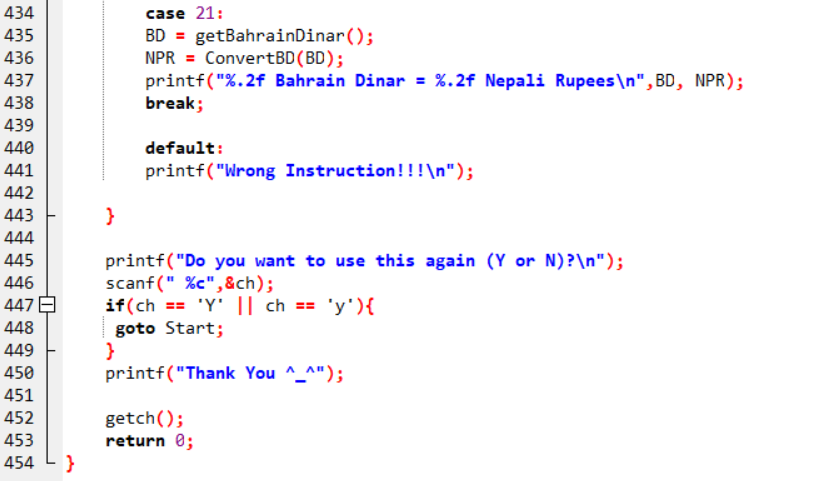 434 case 21:
435 BD = getBahrainDinar();
436 NPR = ConvertBD(BD);
437 printf("%.2f Bahrain Dinar = %.2f Nepali Rupees\n",BD, NPR);
438 break;
439
440 default:
441 printf("Wrong Instruction!!!\n");
442
443 }
444
445 printf("Do you want to use this again (Y or N)?\n");
446 scanf(" %c",&ch);
447 if(ch == 'Y' || ch == 'y'){
448 goto Start;
449 }
450 printf("Thank You ^_^");
451
452 getch();
453 return 0;
454 }